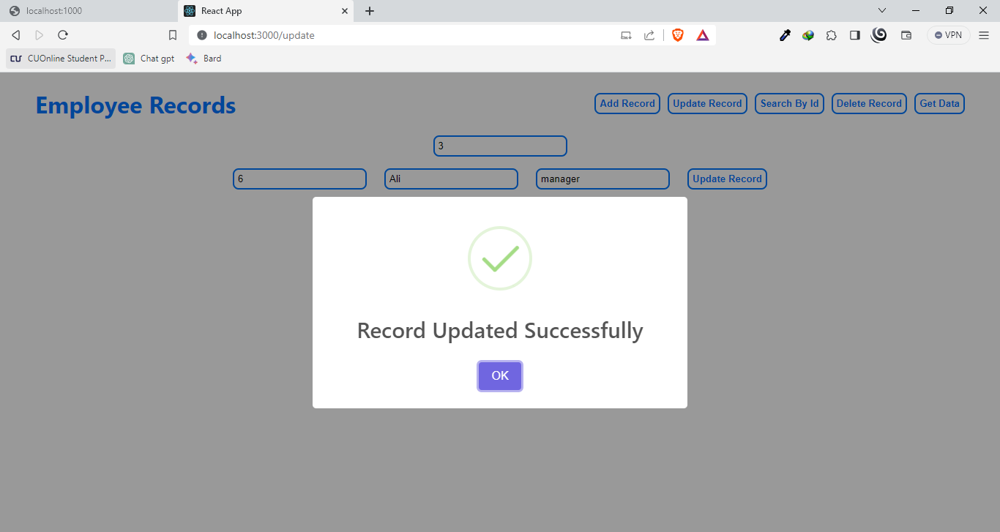 localhost:1000
React App
localhost:3000/update
VPN
CU CUOnline Student P...
Chat gpt
Bard
Employee Records
Add Record
Update Record
Search By Id
Delete Record
Get Data
3
6
Ali
manager
Update Record
Record Updated Successfully
OK